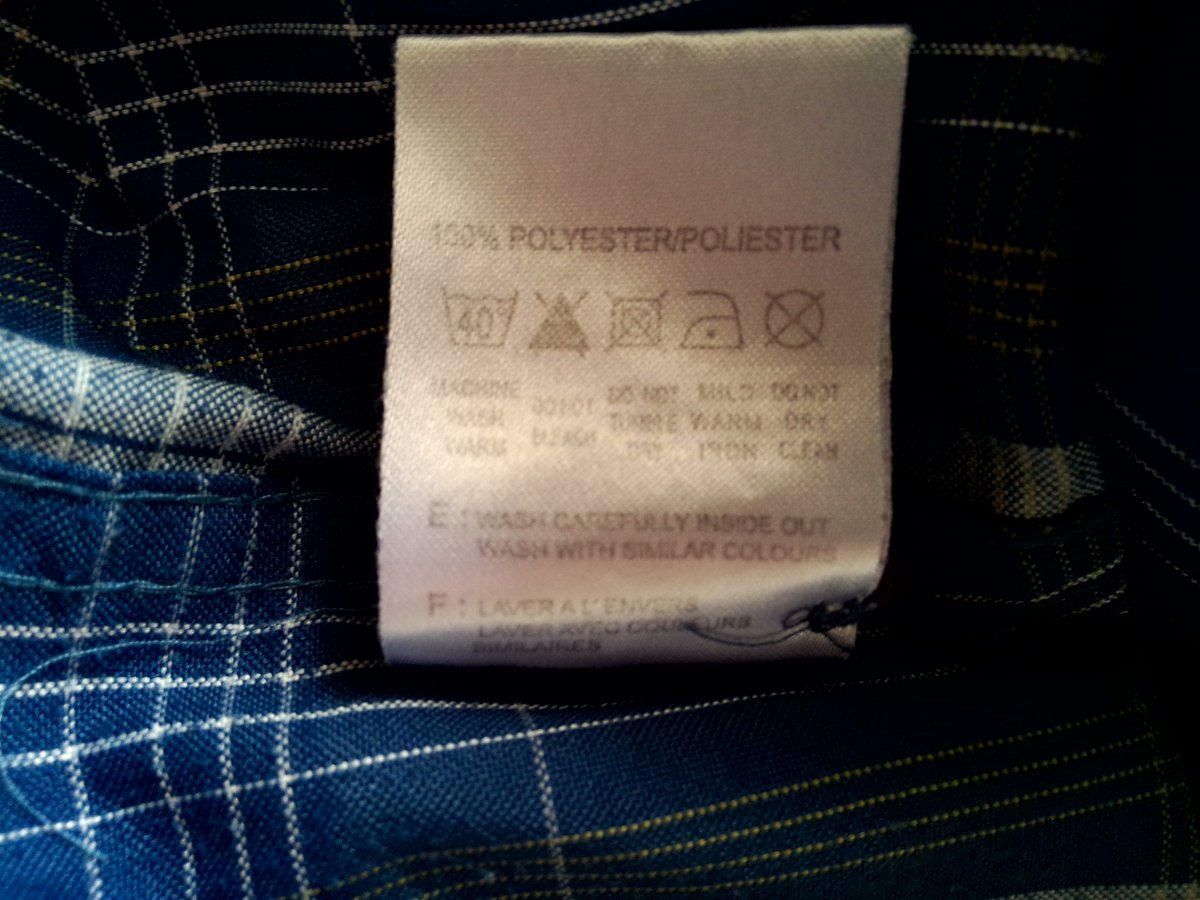 100% POLYESTER/POLIESTER
40°
MACHINE WASH WARM
DO NOT BLEACH
DO NOT TUMBLE DRY
MILD WARM IRON
DO NOT DRY CLEAN
E : WASH CAREFULLY INSIDE OUT
WASH WITH SIMILAR COLOURS
F : LAVER A L'ENVERS
LAVER AVEC COULEURS
SIMILAIRES